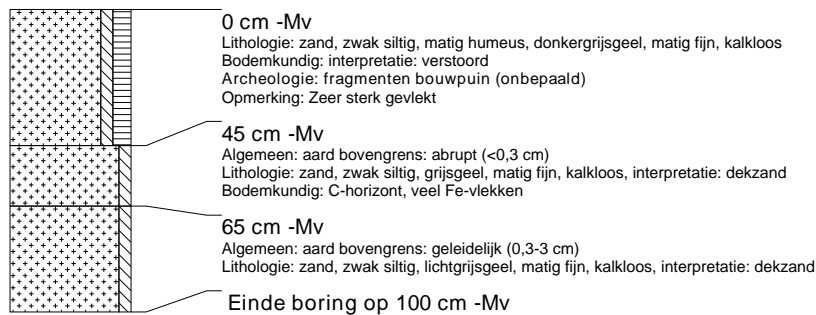 0 cm -Mv
Lithologie: zand, zwak siltig, matig humeus, donkergrijsgeel, matig fijn, kalkloos
Bodemkundig: interpretatie: verstoord
Archeologie: fragmenten bouwpuin (onbepaald)
Opmerking: Zeer sterk gevlekt
45 cm -Mv
Algemeen: aard bovengrens: abrupt (<0,3 cm)
Lithologie: zand, zwak siltig, grijsgeel, matig fijn, kalkloos, interpretatie: dekzand
Bodemkundig: C-horizont, veel Fe-vlekken
65 cm -Mv
Algemeen: aard bovengrens: geleidelijk (0,3-3 cm)
Lithologie: zand, zwak siltig, lichtgrijsgeel, matig fijn, kalkloos, interpretatie: dekzand
Einde boring op 100 cm -Mv